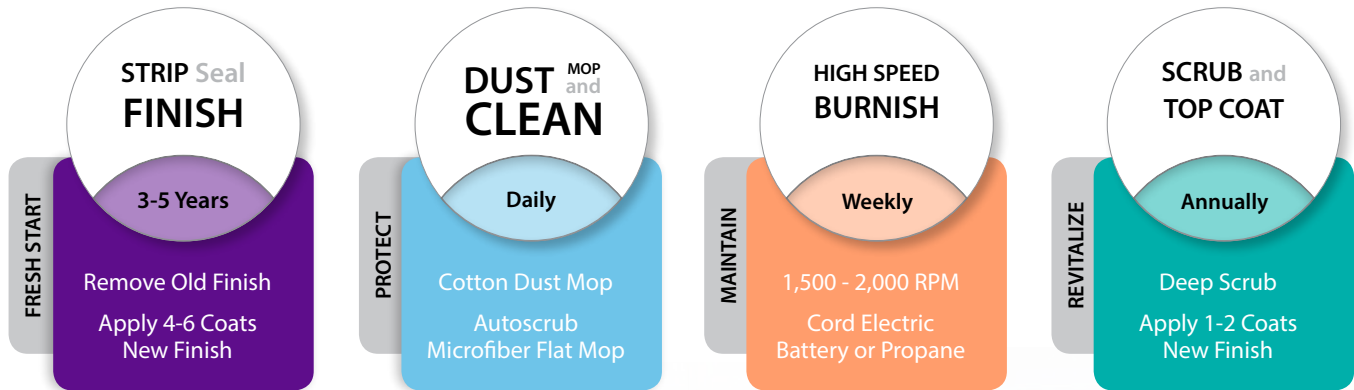 STRIP Seal
FINISH
3-5 Years
FRESH START
Remove Old Finish
Apply 4-6 Coats
New Finish
DUST MOP and
CLEAN
Daily
PROTECT
Cotton Dust Mop
Autoscrub
Microfiber Flat Mop
HIGH SPEED
BURNISH
Weekly
MAINTAIN
1,500 - 2,000 RPM
Cord Electric
Battery or Propane
SCRUB and
TOP COAT
Annually
REVITALIZE
Deep Scrub
Apply 1-2 Coats
New Finish